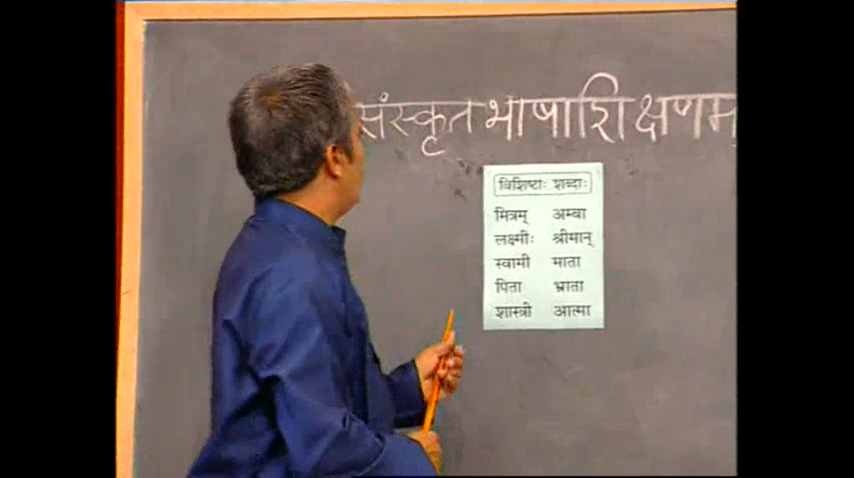 संस्कृतभाषाशिक्षणम्
विशिष्टाः शब्दाः
मित्रम् अम्बा
लक्ष्मीः श्रीमान्
स्वामी माता
पिता भ्राता
शास्त्री आत्मा